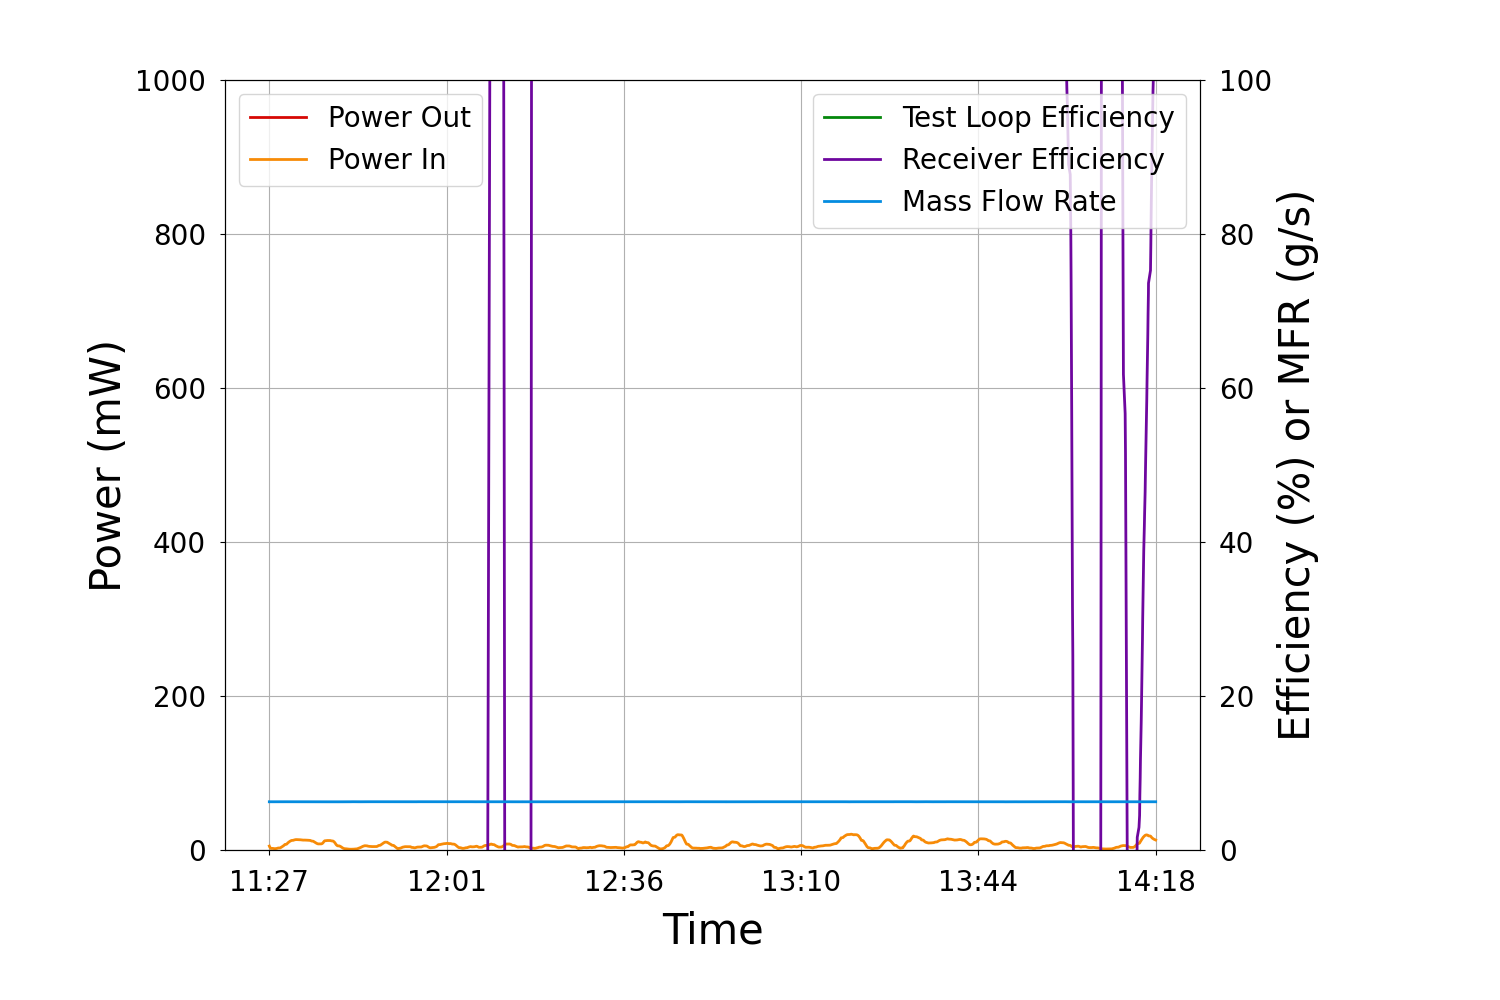 1000
800
600
400
200
0
Power (mW)
Power Out
Power In
Test Loop Efficiency
Receiver Efficiency
Mass Flow Rate
100
80
60
40
20
0
Efficiency (%) or MFR (g/s)
11:27 12:01 12:36 13:10 13:44 14:18
Time